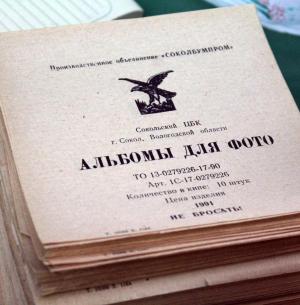 Производственное объединение "СОКОЛБУМПРОМ"
Сокольский ЦБК
г. Сокол, Вологодской области
АЛЬБОМЫ ДЛЯ ФОТО
ТО 13-0279226-17-90
Арт. 1С-17-0279226
Количество в кипе: 10 штук
Цена изделия
1991
НЕ БРОСАТЬ!